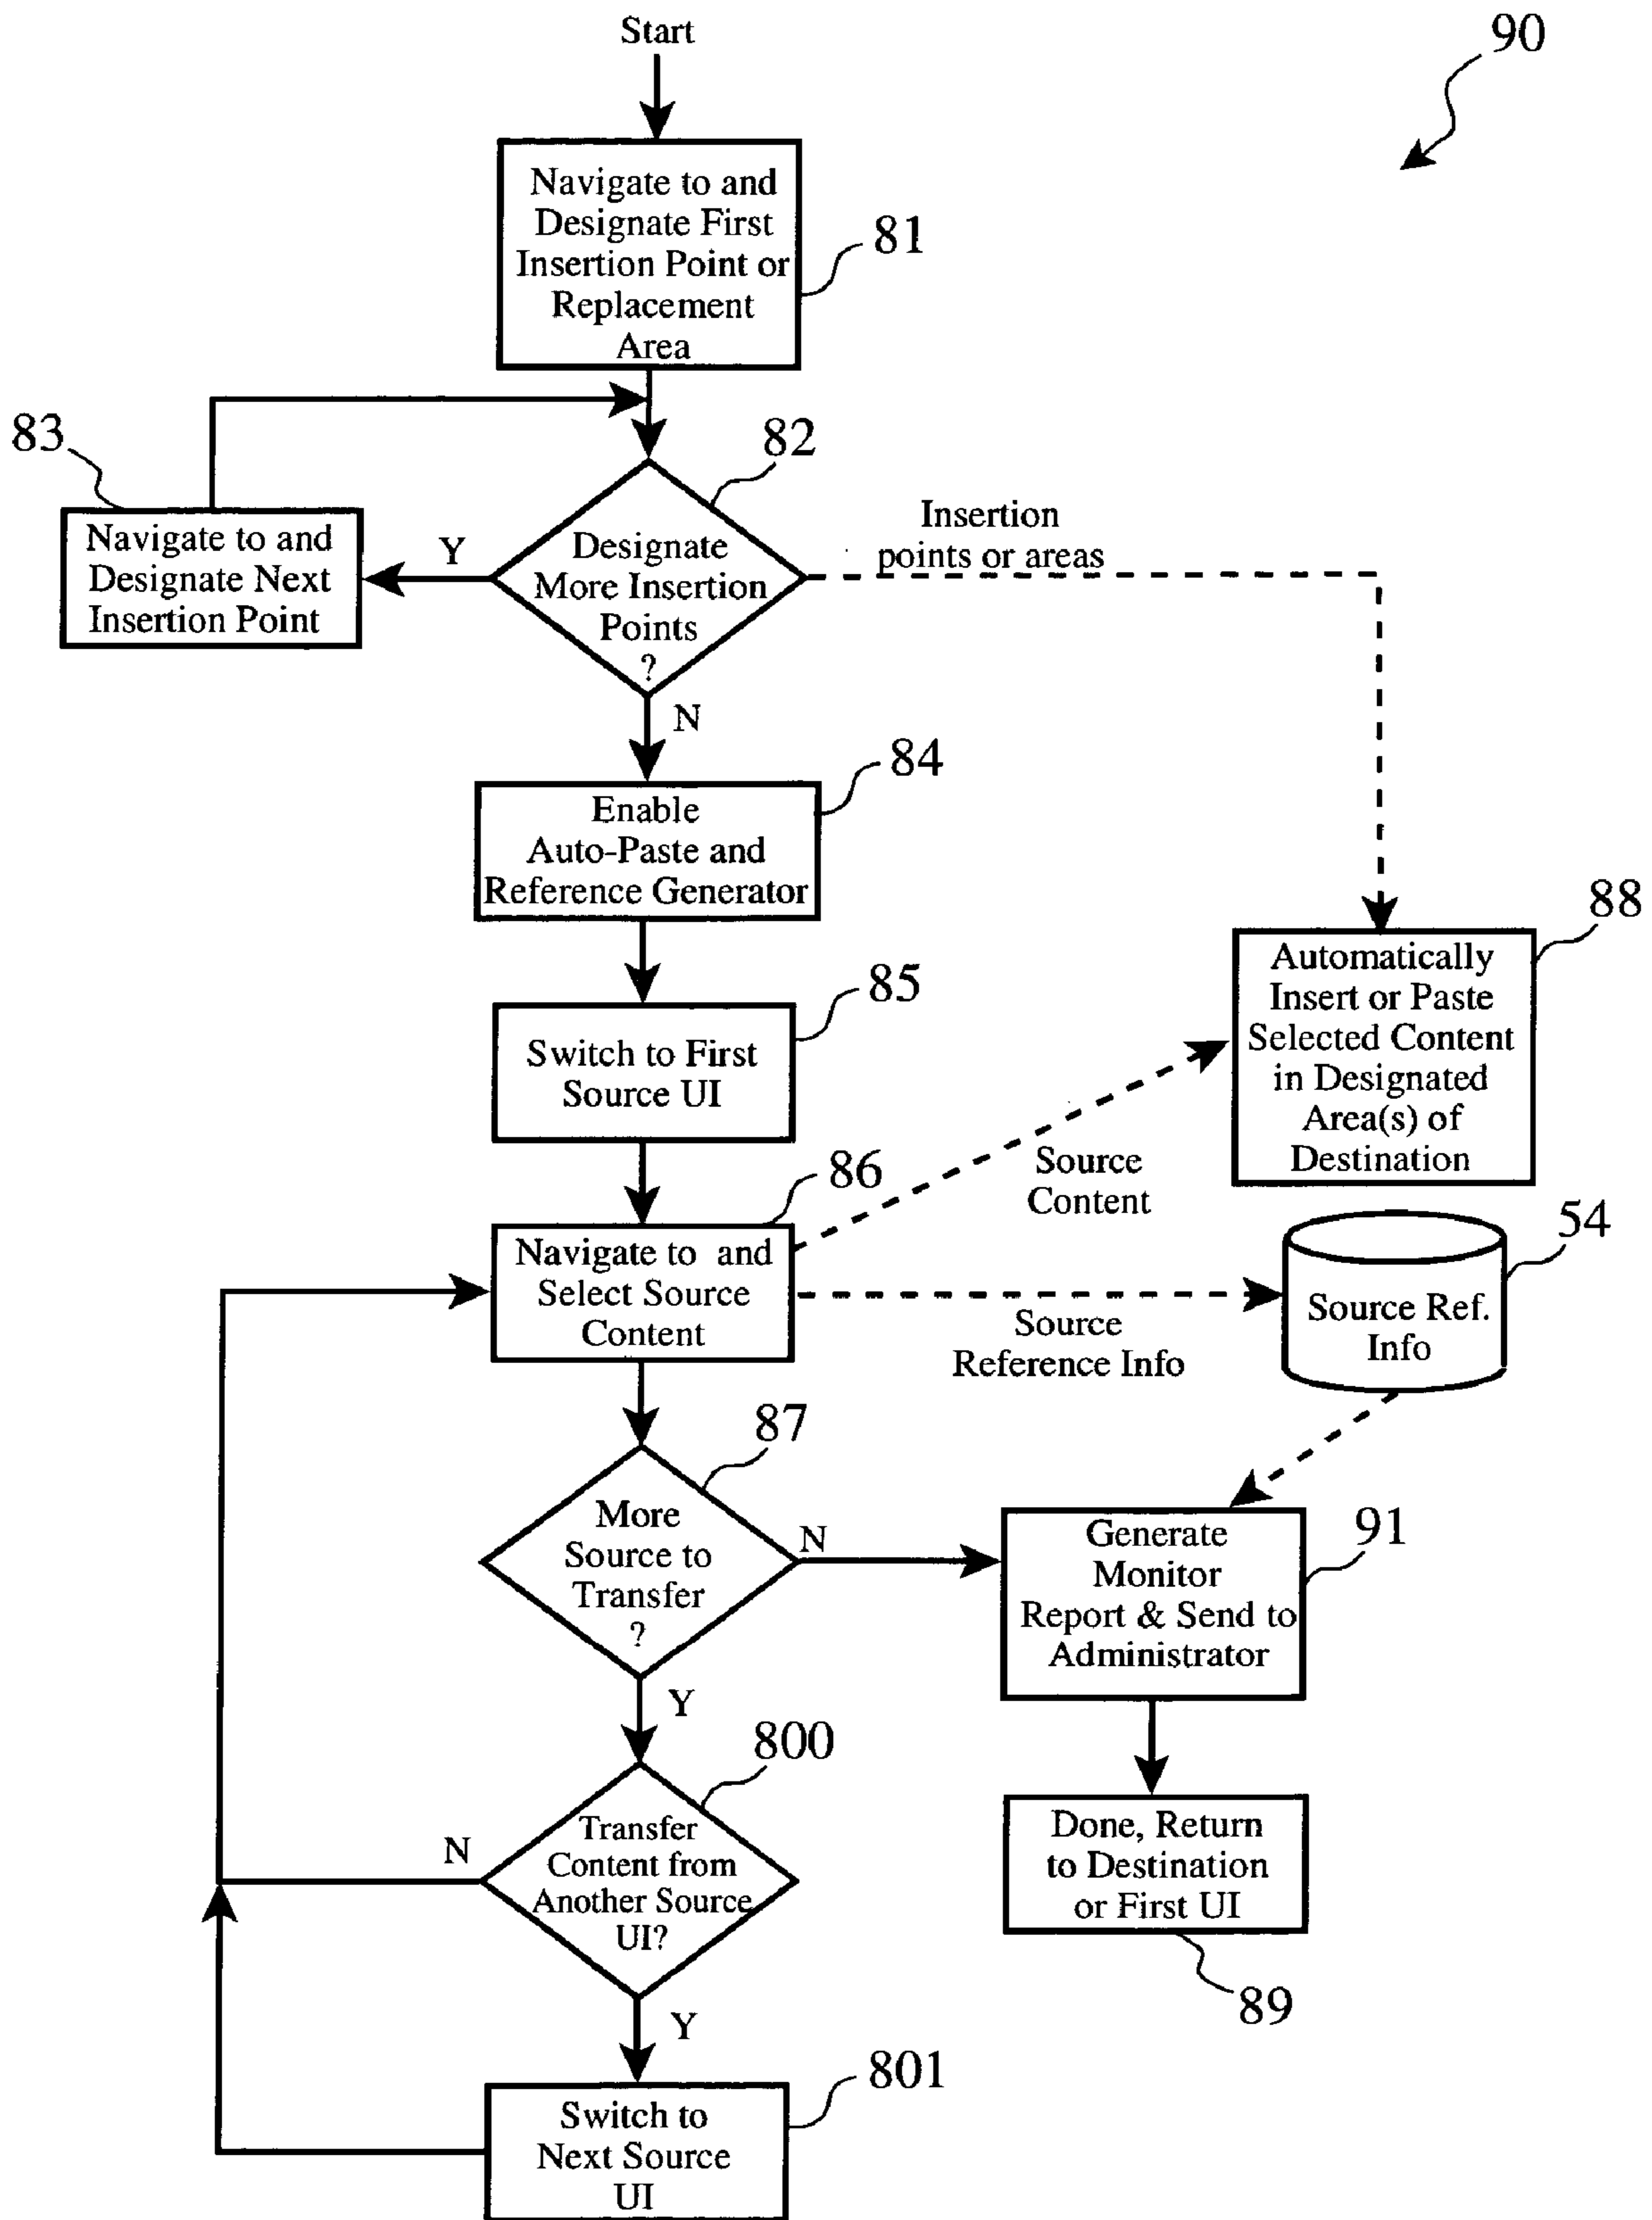 Start
90
Navigate to and
Designate First
Insertion Point or
Replacement
Area
81
83
82
Navigate to and
Designate Next
Insertion Point
Y
Designate
More Insertion
Points
?
Insertion
points or areas
N
84
Enable
Auto-Paste and
Reference Generator
88
Automatically
Insert or Paste
Selected Content
in Designated
Area(s) of
Destination
85
Switch to First
Source UI
Source
Content
86
Navigate to and
Select Source
Content
54
Source Ref.
Info
Source
Reference Info
87
More
Source to
Transfer
?
N
91
Generate
Monitor
Report & Send to
Administrator
Y
800
Transfer
Content from
Another Source
UI?
N
Done, Return
to Destination
or First UI
89
Y
801
Switch to
Next Source
UI